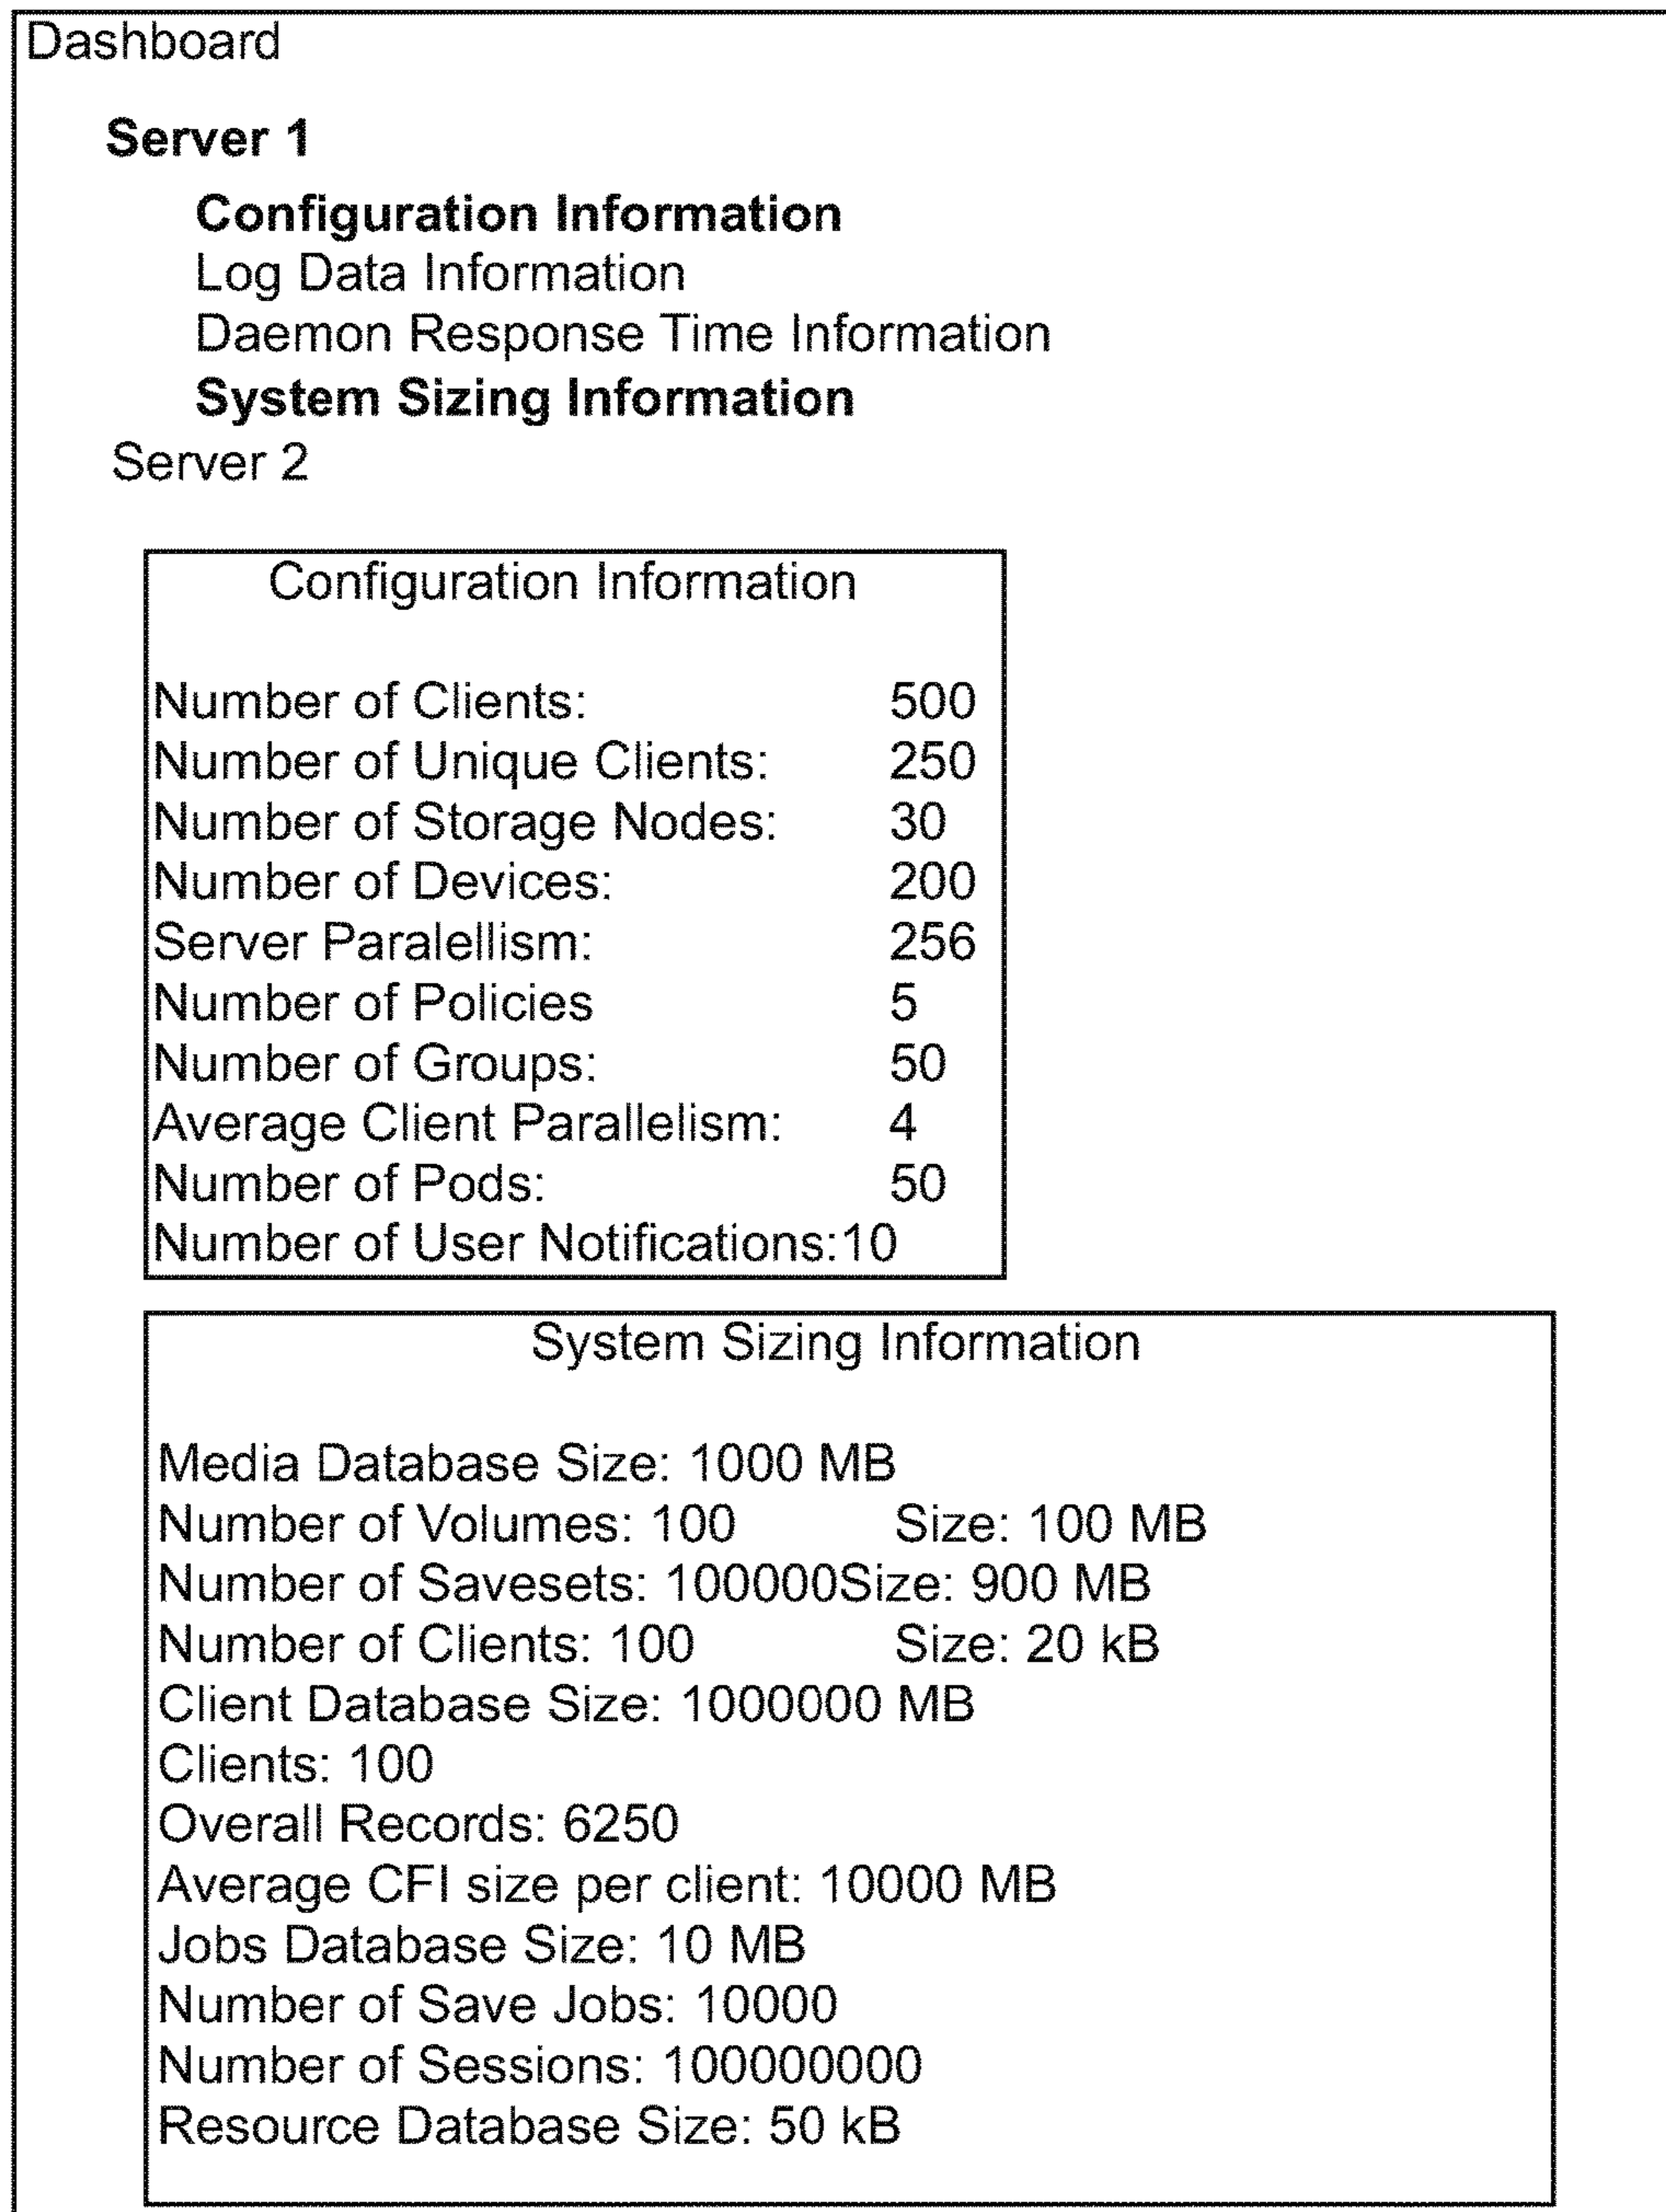 Dashboard
Server 1
Configuration Information
Log Data Information
Daemon Response Time Information
System Sizing Information
Server 2
Configuration Information
Number of Clients: 500
Number of Unique Clients: 250
Number of Storage Nodes: 30
Number of Devices: 200
Server Paralellism: 256
Number of Policies 5
Number of Groups: 50
Average Client Parallelism: 4
Number of Pods: 50
Number of User Notifications:10
System Sizing Information
Media Database Size: 1000 MB
Number of Volumes: 100 Size: 100 MB
Number of Savesets: 100000Size: 900 MB
Number of Clients: 100 Size: 20 kB
Client Database Size: 1000000 MB
Clients: 100
Overall Records: 6250
Average CFI size per client: 10000 MB
Jobs Database Size: 10 MB
Number of Save Jobs: 10000
Number of Sessions: 100000000
Resource Database Size: 50 kB